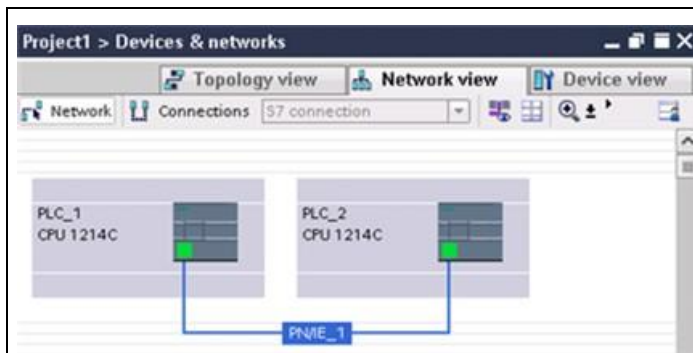 Project1 > Devices & networks
Topology view Network view Device view
Network Connections S7 connection
PLC_1
CPU 1214C
PLC_2
CPU 1214C
PN/IE_1